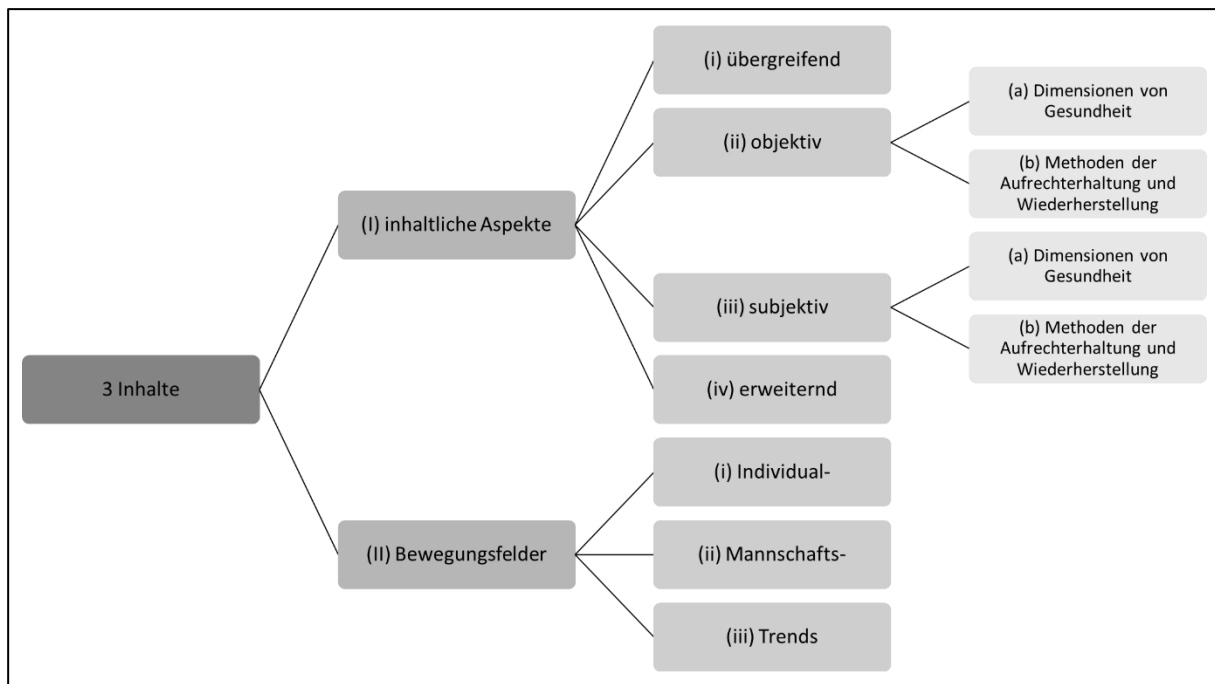 3 Inhalte
(I) inhaltliche Aspekte
(i) übergreifend
(ii) objektiv
(a) Dimensionen von
Gesundheit
(b) Methoden der
Aufrechterhaltung und
Wiederherstellung
(iii) subjektiv
(a) Dimensionen von
Gesundheit
(b) Methoden der
Aufrechterhaltung und
Wiederherstellung
(iv) erweiternd
(II) Bewegungsfelder
(i) Individual-
(ii) Mannschafts-
(iii) Trends